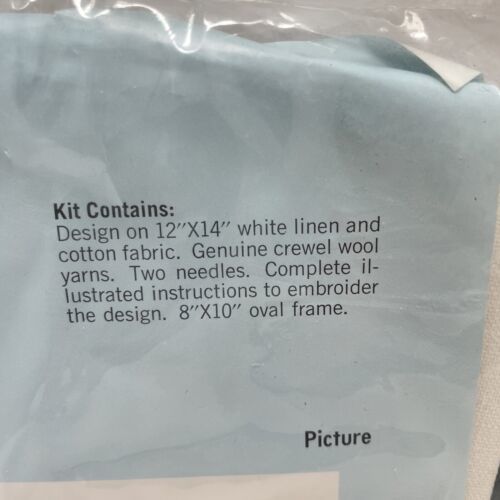 Kit Contains:
Design on 12″X14″ white linen and
cotton fabric. Genuine crewel wool
yarns. Two needles. Complete il-
lustrated instructions to embroider
the design. 8″X10″ oval frame.
Picture